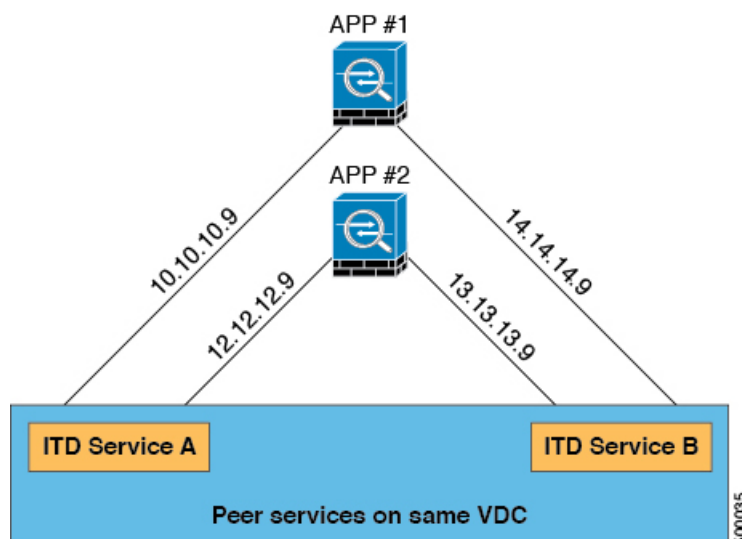 APP #1
APP #2
10.10.10.9
14.14.14.9
12.12.12.9
13.13.13.9
ITD Service A
ITD Service B
Peer services on same VDC